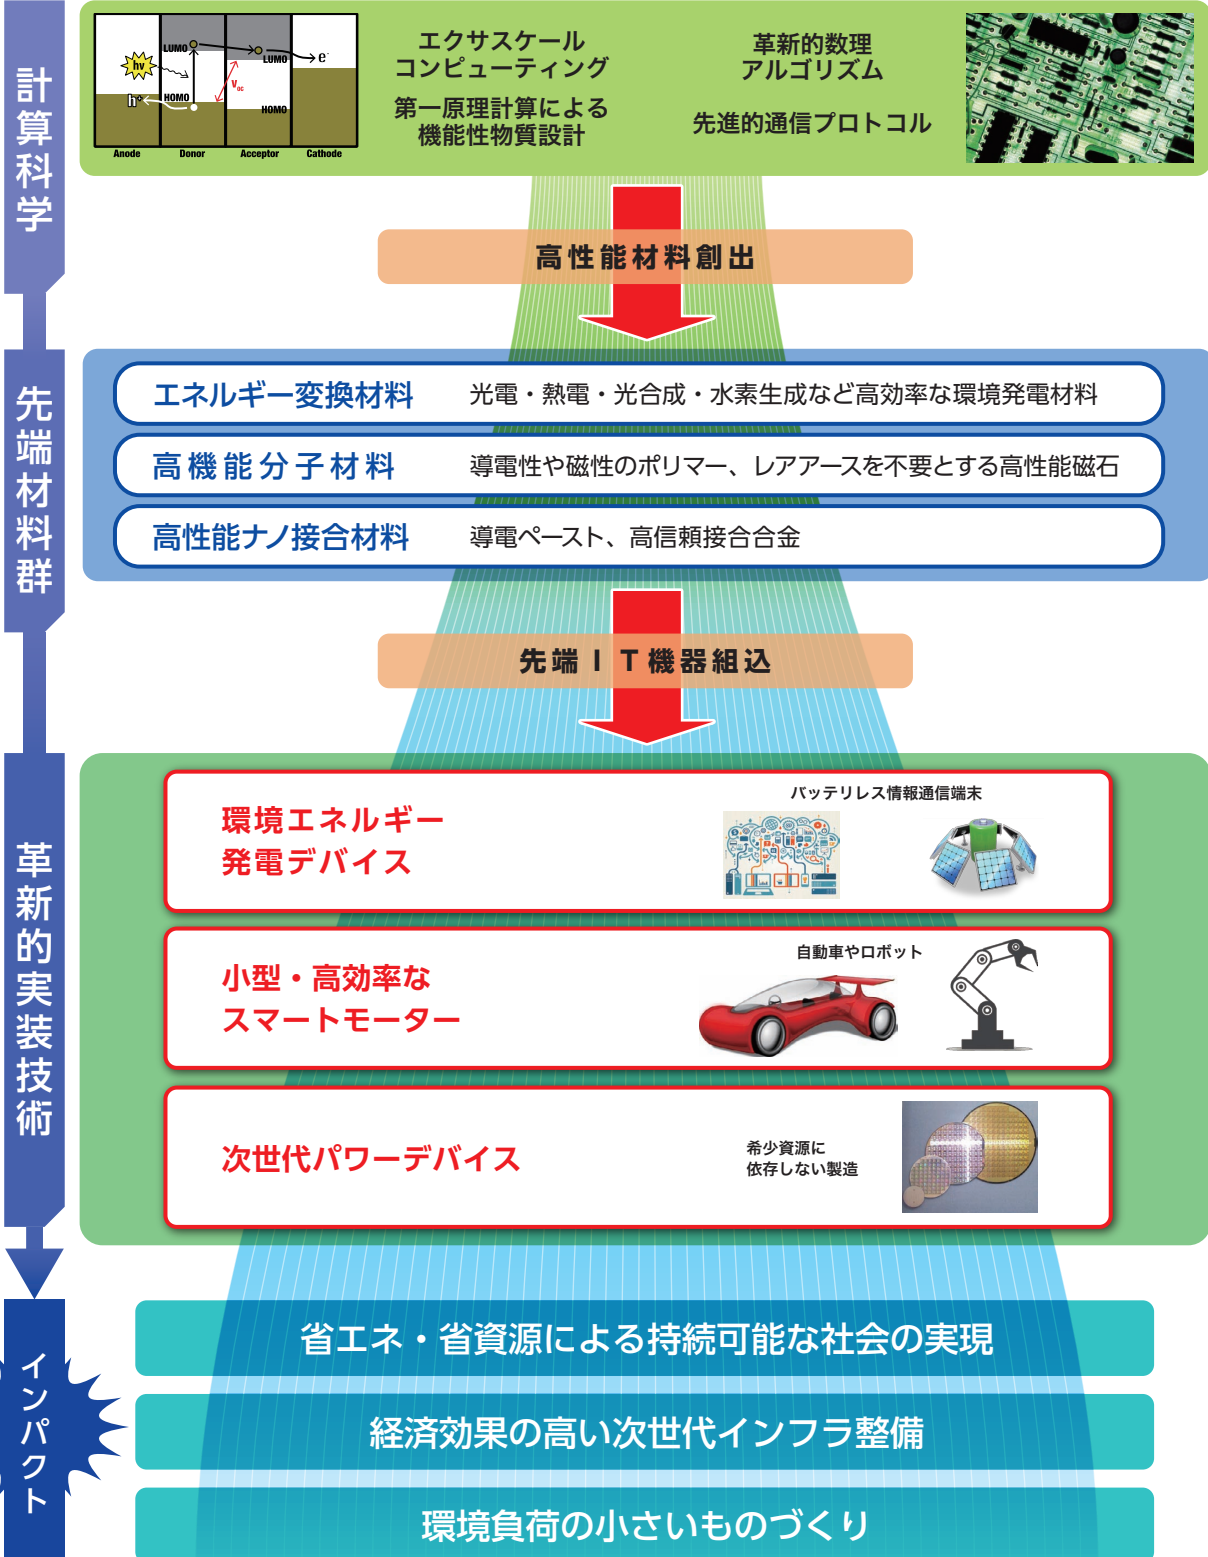 計算科学
LUMO
LUMO
e⁻
hν
Voc
h⁺
HOMO
HOMO
Anode
Donor
Acceptor
Cathode
エクサスケール
コンピューティング
第一原理計算による
機能性物質設計
革新的数理
アルゴリズム
先進的通信プロトコル
高性能材料創出
先端材料群
エネルギー変換材料
光電・熱電・光合成・水素生成など高効率な環境発電材料
高機能分子材料
導電性や磁性のポリマー、レアアースを不要とする高性能磁石
高性能ナノ接合材料
導電ペースト、高信頼接合合金
先端ＩＴ機器組込
革新的実装技術
環境エネルギー
発電デバイス
バッテリレス情報通信端末
小型・高効率な
スマートモーター
自動車やロボット
次世代パワーデバイス
希少資源に
依存しない製造
インパクト
省エネ・省資源による持続可能な社会の実現
経済効果の高い次世代インフラ整備
環境負荷の小さいものづくり